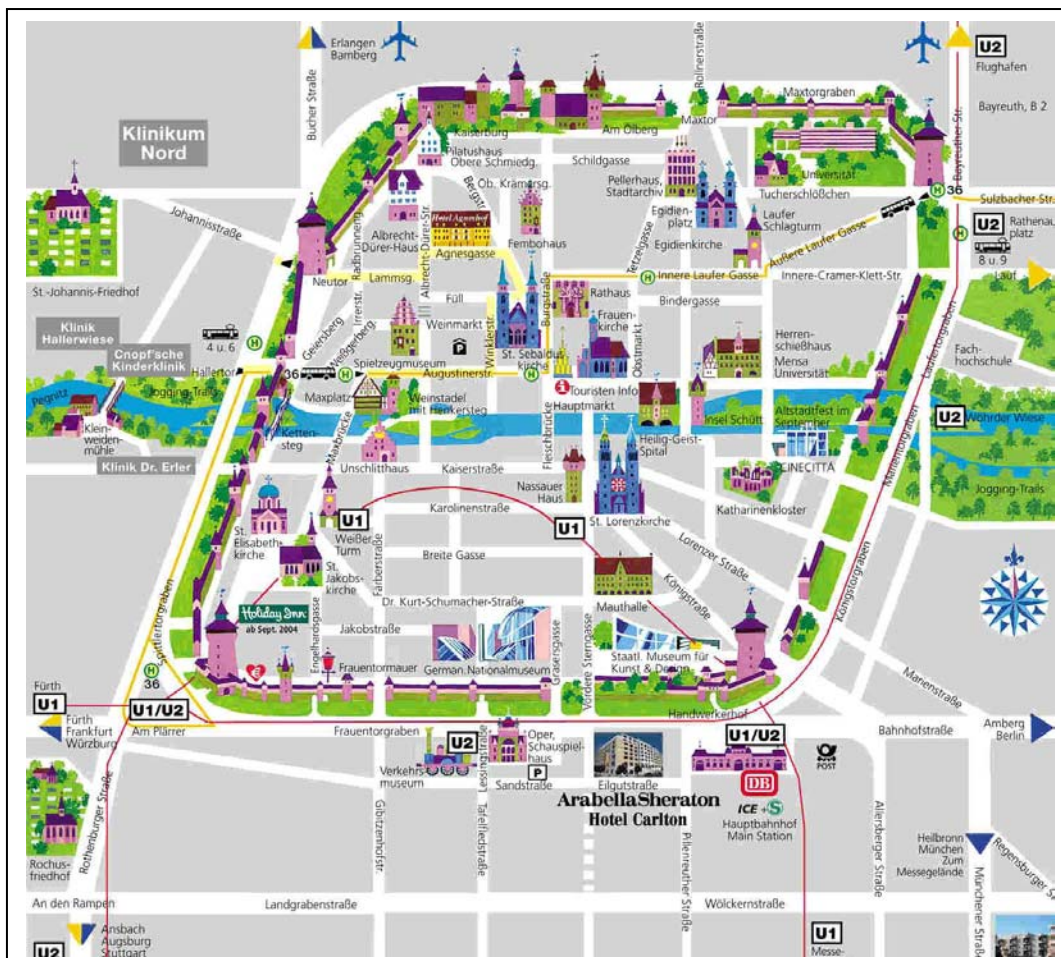 Erlangen
Bamberg
U2
Flughafen
Bucher Straße
Rollnerstraße
Maxtorgraben
Bayreuther Str.
Bayreuth, B 2
Klinikum
Nord
Kaiserburg
Am Ölberg
Maxtor
Pilatushaus
Obere Schmiedg.
Schildgasse
Universität
Pellerhaus,
Stadtarchiv
Tucherschlößchen
36
Sulzbacher Str.
Johannisstraße
Bergstr.
Ob. Krämersg.
Hotel Agneshof
Albrecht-
Dürer-Haus
Radbrunneng.
Albrecht-Dürer-Str.
Agnesgasse
Fembohaus
Tetzelgasse
Egidien-
platz
Egidienkirche
Laufer
Schlagturm
Äußere Laufer Gasse
U2
Rathenau
platz
8 u. 9
Lauf
St.-Johannis-Friedhof
Neutor
Lammsg.
Füll
Burgstraße
Innere Laufer Gasse
Innere-Cramer-Klett-Str.
Rathaus
Bindergasse
Klinik
Hallerwiese
Cnopf'sche
Kinderklinik
4 u. 6
Geiersberg
Irrerstr.
Weißgerberg.
Weinmarkt
P
Winklerstr.
St. Sebaldus
kirche
Frauen-
kirche
Obstmarkt
Herren-
schießhaus
Mensa
Universität
Laufertorgraben
Fach-
hochschule
Hallertor
36
Spielzeugmuseum
Augustinerstr.
Maxplatz
Touristen Info
Hauptmarkt
Pegnitz
Jogging-Trails
Klein-
weiden-
mühle
Weinstadel
mit Henkersteg
Insel Schütt
Altstadtfest im
September
U2
Wöhrder Wiese
Ketten-
steg
Maxbrücke
Fleischbrücke
Heilig-Geist-
Spital
CINECITTÀ
Marientorgraben
Klinik Dr. Erler
Unschlitthaus
Kaiserstraße
Nassauer
Haus
Katharinenkloster
Jogging-Trails
U1
Weißer
Turm
Karolinenstraße
U1
St. Lorenzkirche
St.
Elisabeth-
kirche
St.
Jakobs-
kirche
Färberstraße
Breite Gasse
Lorenzer Straße
Königstraße
Königstorgraben
Mauthalle
Holiday Inn
ab Sept. 2004
Dr. Kurt-Schumacher-Straße
Jakobstraße
Engelhardsgasse
Spittlertorgraben
German. Nationalmuseum
Grasersgasse
Vordere Sterngasse
Staatl. Museum für
Kunst & Design
Marienstraße
36
Frauentormauer
Fürth
U1
U1/U2
Fürth
Frankfurt
Würzburg
Am Plärrer
Frauentorgraben
Handwerkerhof
Bahnhofstraße
Amberg
Berlin
U2
Verkehrs
museum
Lessingstraße
Oper,
Schauspiel-
haus
P
Sandstraße
Eilgutstraße
U1/U2
POST
DB
ArabellaSheraton
Hotel Carlton
ICE + S
Hauptbahnhof
Main Station
Rothenburger Straße
Rochus-
friedhof
Gibitzenhofstr.
Tafelfeldstraße
Pillenreuther Straße
Allersberger Straße
Heilbronn
München
Zum
Messegelände
Münchener Straße
Regensburger St
An den Rampen
Landgrabenstraße
Wölckernstraße
Ansbach
Augsburg
Stuttgart
U2
U1
Messe-